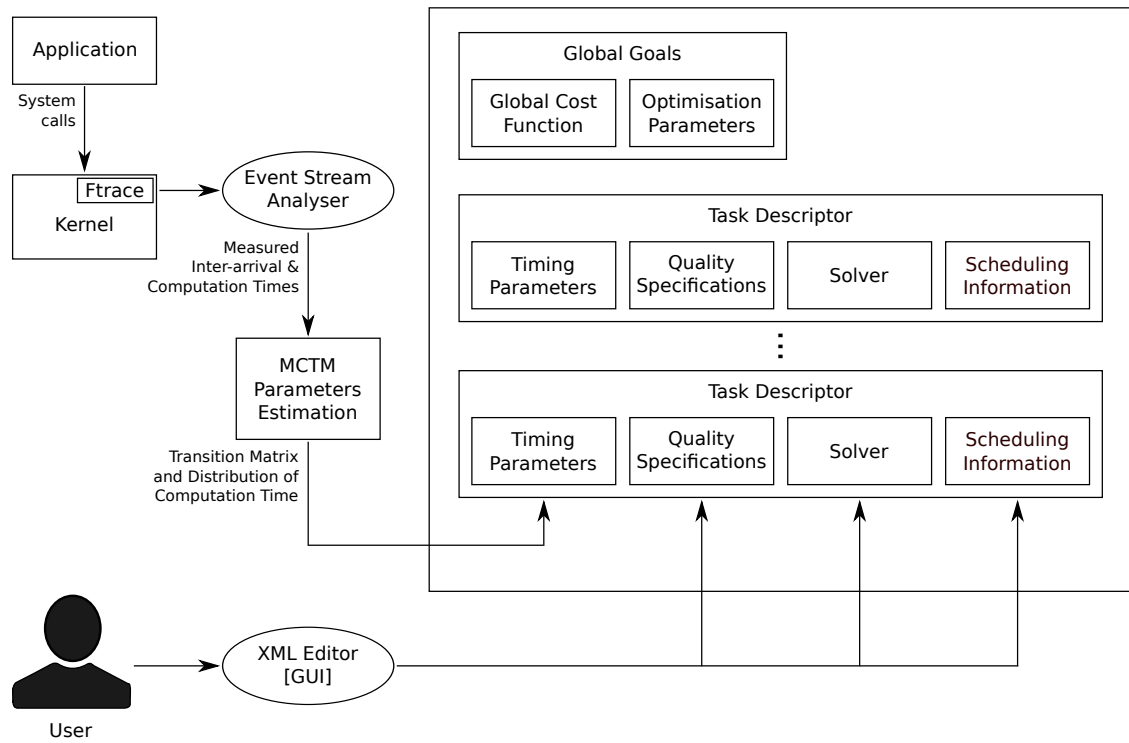 Application
System
calls
Ftrace
Kernel
Event Stream
Analyser
Measured
Inter-arrival &
Computation Times
MCTM
Parameters
Estimation
Transition Matrix
and Distribution of
Computation Time
Global Goals
Global Cost
Function
Optimisation
Parameters
Task Descriptor
Timing
Parameters
Quality
Specifications
Solver
Scheduling
Information
Task Descriptor
Timing
Parameters
Quality
Specifications
Solver
Scheduling
Information
User
XML Editor
[GUI]